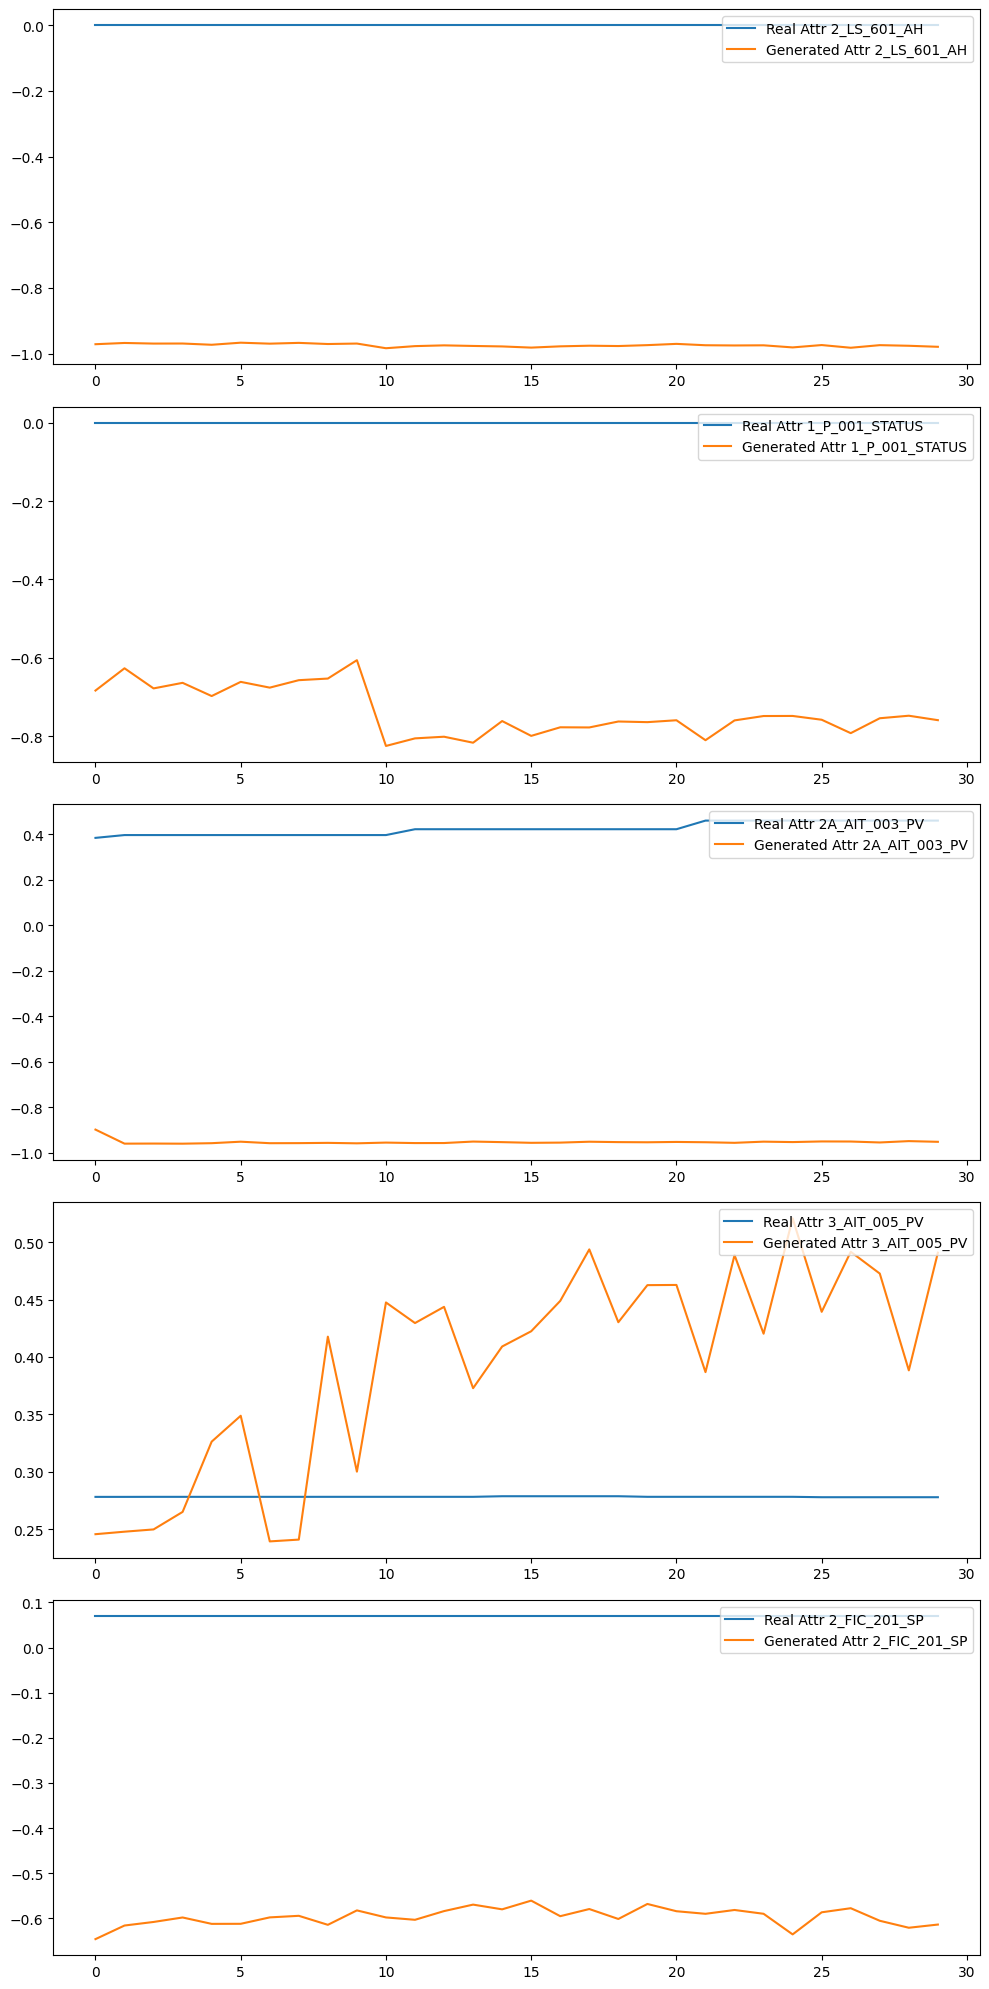 0.0
−0.2
−0.4
−0.6
−0.8
−1.0
Real Attr 2_LS_601_AH
Generated Attr 2_LS_601_AH
0 5 10 15 20 25 30
0.0
−0.2
−0.4
−0.6
−0.8
Real Attr 1_P_001_STATUS
Generated Attr 1_P_001_STATUS
0 5 10 15 20 25 30
0.4
0.2
0.0
−0.2
−0.4
−0.6
−0.8
−1.0
Real Attr 2A_AIT_003_PV
Generated Attr 2A_AIT_003_PV
0 5 10 15 20 25 30
0.50
0.45
0.40
0.35
0.30
0.25
Real Attr 3_AIT_005_PV
Generated Attr 3_AIT_005_PV
0 5 10 15 20 25 30
0.1
0.0
−0.1
−0.2
−0.3
−0.4
−0.5
−0.6
Real Attr 2_FIC_201_SP
Generated Attr 2_FIC_201_SP
0 5 10 15 20 25 30